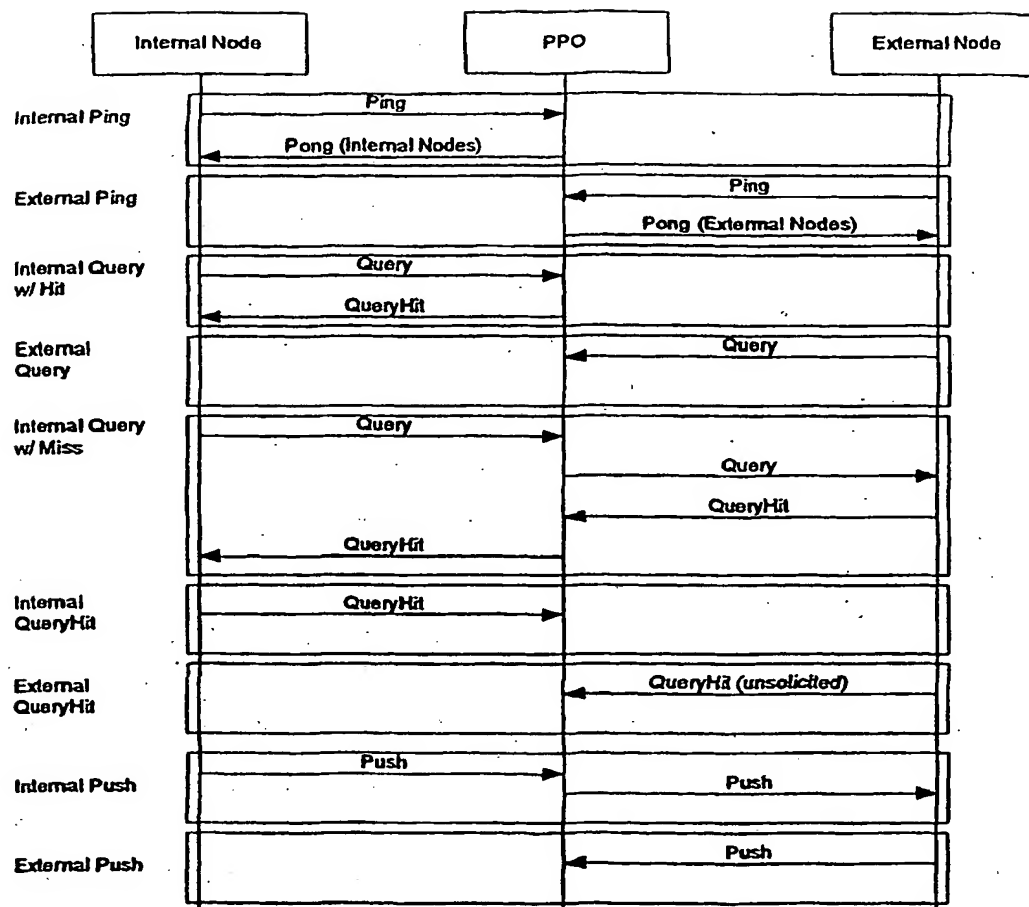 Internal Node
PPO
External Node
Internal Ping
Ping
Pong (Internal Nodes)
External Ping
Ping
Pong (External Nodes)
Internal Query
w/ Hit
Query
QueryHit
External
Query
Query
Internal Query
w/ Miss
Query
Query
QueryHit
QueryHit
Internal
QueryHit
QueryHit
External
QueryHit
QueryHit (unsolicited)
Internal Push
Push
Push
External Push
Push